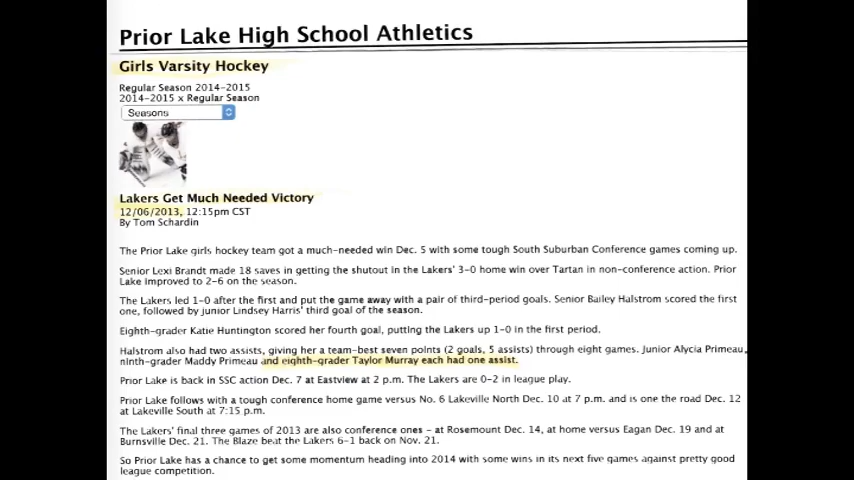 Prior Lake High School Athletics
Girls Varsity Hockey
Regular Season 2014-2015
2014-2015 x Regular Season
Seasons
Lakers Get Much Needed Victory
12/06/2013, 12:15pm CST
By Tom Schardin
The Prior Lake girls hockey team got a much-needed win Dec. 5 with some tough South Suburban Conference games coming up.
Senior Lexi Brandt made 18 saves in getting the shutout in the Lakers' 3-0 home win over Tartan in non-conference action. Prior
Lake improved to 2-6 on the season.
The Lakers led 1-0 after the first and put the game away with a pair of third-period goals. Senior Bailey Halstrom scored the first
one, followed by junior Lindsey Harris' third goal of the season.
Eighth-grader Katie Huntington scored her fourth goal, putting the Lakers up 1-0 in the first period.
Halstrom also had two assists, giving her a team-best seven points (2 goals, 5 assists) through eight games. Junior Alycia Primeau,
ninth-grader Maddy Primeau and eighth-grader Taylor Murray each had one assist.
Prior Lake is back in SSC action Dec. 7 at Eastview at 2 p.m. The Lakers are 0-2 in league play.
Prior Lake follows with a tough conference home game versus No. 6 Lakeville North Dec. 10 at 7 p.m. and is one the road Dec. 12
at Lakeville South at 7:15 p.m.
The Lakers' final three games of 2013 are also conference ones - at Rosemount Dec. 14, at home versus Eagan Dec. 19 and at
Burnsville Dec. 21. The Blaze beat the Lakers 6-1 back on Nov. 21.
So Prior Lake has a chance to get some momentum heading into 2014 with some wins in its next five games against pretty good
league competition.